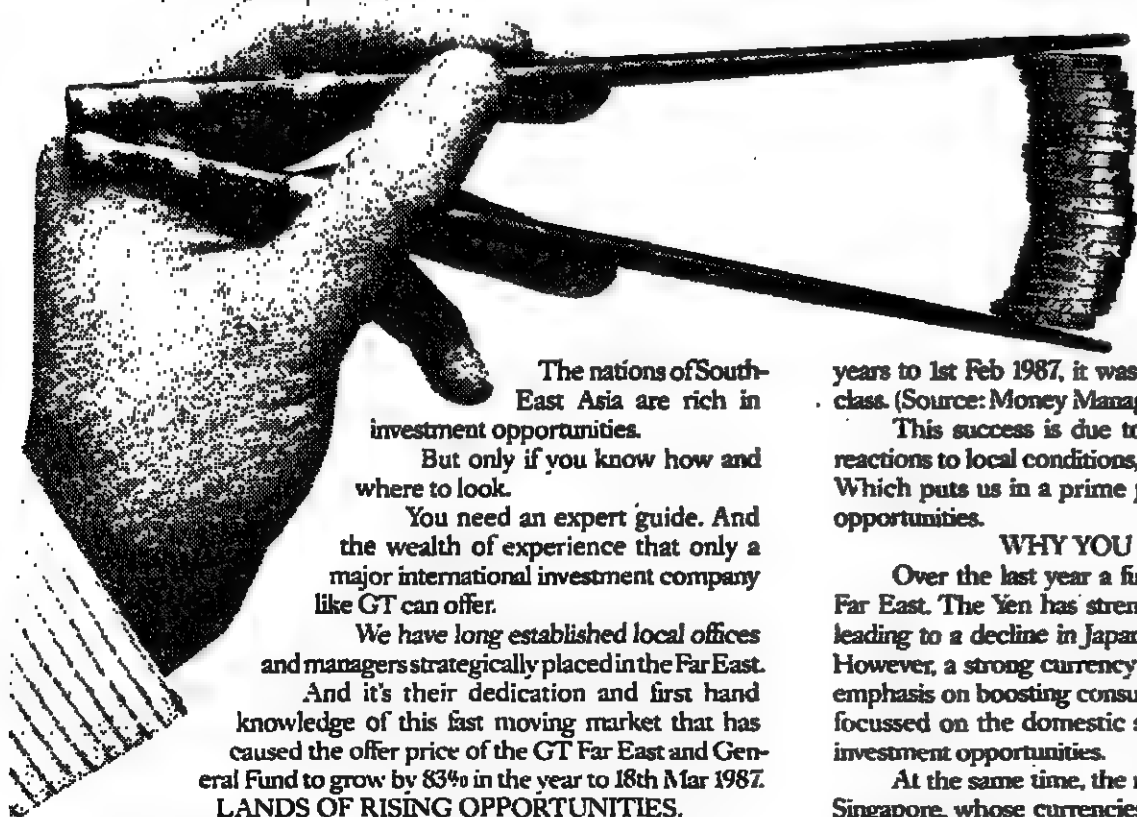 The nations of South-
East Asia are rich in
investment opportunities.
But only if you know how and
where to look.
You need an expert guide. And
the wealth of experience that only a
major international investment company
like GT can offer.
We have long established local offices
and managers strategically placed in the Far East.
And it's their dedication and first hand
knowledge of this fast moving market that has
caused the offer price of the GT Far East and Gen-
eral Fund to grow by 83% in the year to 18th Mar 1987.
LANDS OF RISING OPPORTUNITIES.
years to 1st Feb 1987, it was
class. (Source: Money Manag
This success is due to
reactions to local conditions,
Which puts us in a prime
opportunities.
WHY YOU
Over the last year a fi
Far East. The Yen has stren
leading to a decline in Japan
However, a strong currency
emphasis on boosting consu
focussed on the domestic s
investment opportunities.
At the same time, the
Singapore, whose currencies